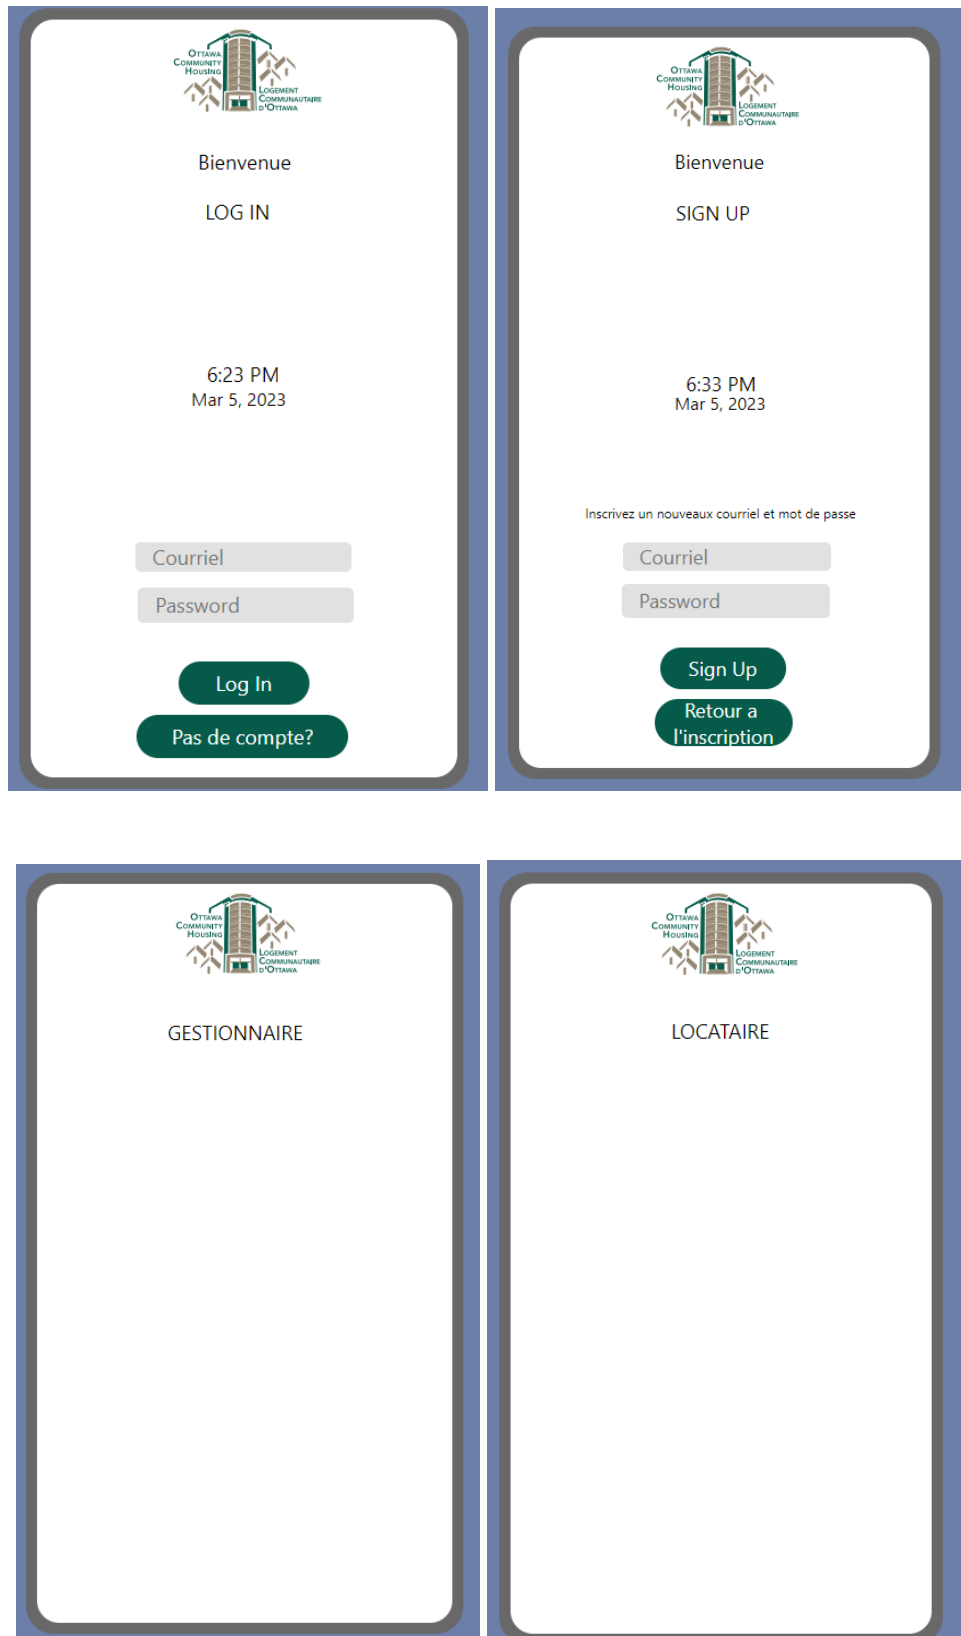 Ottawa
Community
Housing
Logement
Communautaire
d'Ottawa
Bienvenue
LOG IN
6:23 PM
Mar 5, 2023
Courriel
Password
Log In
Pas de compte?
Ottawa
Community
Housing
Logement
Communautaire
d'Ottawa
Bienvenue
SIGN UP
6:33 PM
Mar 5, 2023
Inscrivez un nouveaux courriel et mot de passe
Courriel
Password
Sign Up
Retour a
l'inscription
Ottawa
Community
Housing
Logement
Communautaire
d'Ottawa
GESTIONNAIRE
Ottawa
Community
Housing
Logement
Communautaire
d'Ottawa
LOCATAIRE